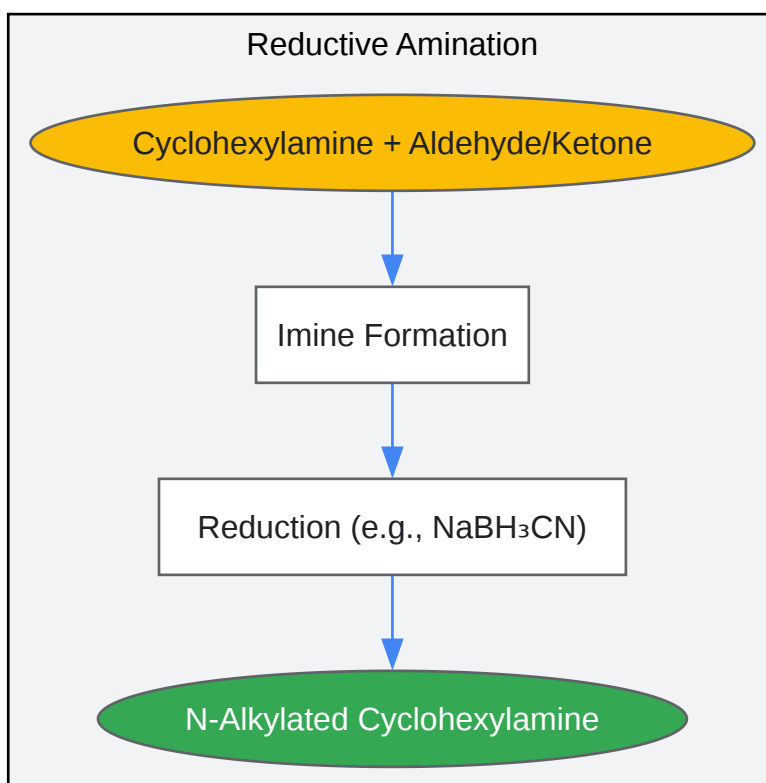 Reductive Amination
Cyclohexylamine + Aldehyde/Ketone
Imine Formation
Reduction (e.g., NaBH₃CN)
N-Alkylated Cyclohexylamine